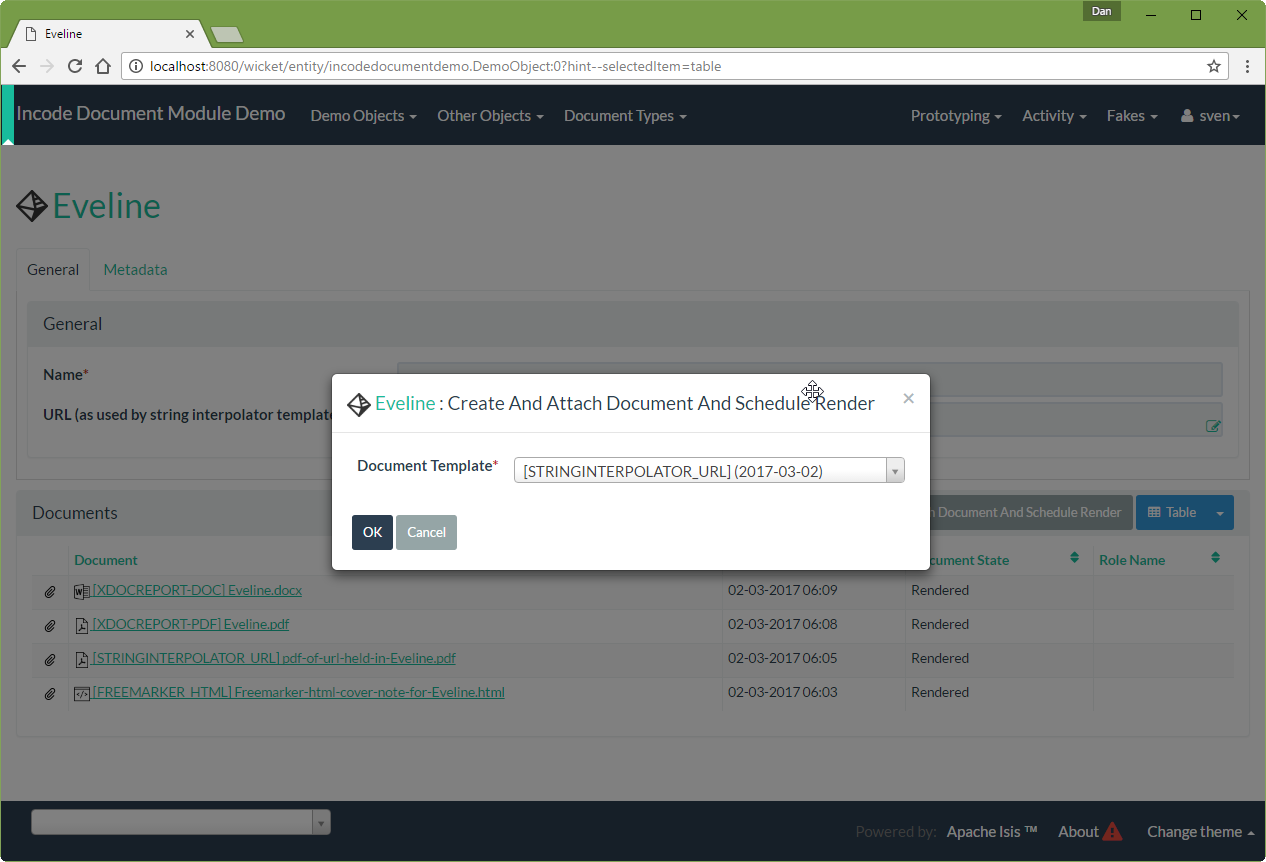 Dan
Eveline
localhost:8080/wicket/entity/incodedocumentdemo.DemoObject:0?hint--selectedItem=table
Incode Document Module Demo Demo Objects Other Objects Document Types Prototyping Activity Fakes sven
Eveline
General Metadata
General
Name*
URL (as used by string interpolator
Eveline : Create And Attach Document And Schedule Render
Document Template* [STRINGINTERPOLATOR_URL] (2017-03-02)
OK Cancel
Documents Document And Schedule Render Table
Document State Role Name
[XDOCREPORT-DOC] Eveline.docx 02-03-2017 06:09 Rendered
[XDOCREPORT-PDF] Eveline.pdf 02-03-2017 06:08 Rendered
[STRINGINTERPOLATOR_URL] pdf-of-url-held-in-Eveline.pdf 02-03-2017 06:05 Rendered
[FREEMARKER_HTML] Freemarker-html-cover-note-for-Eveline.html 02-03-2017 06:03 Rendered
Powered by: Apache Isis ™ About Change theme